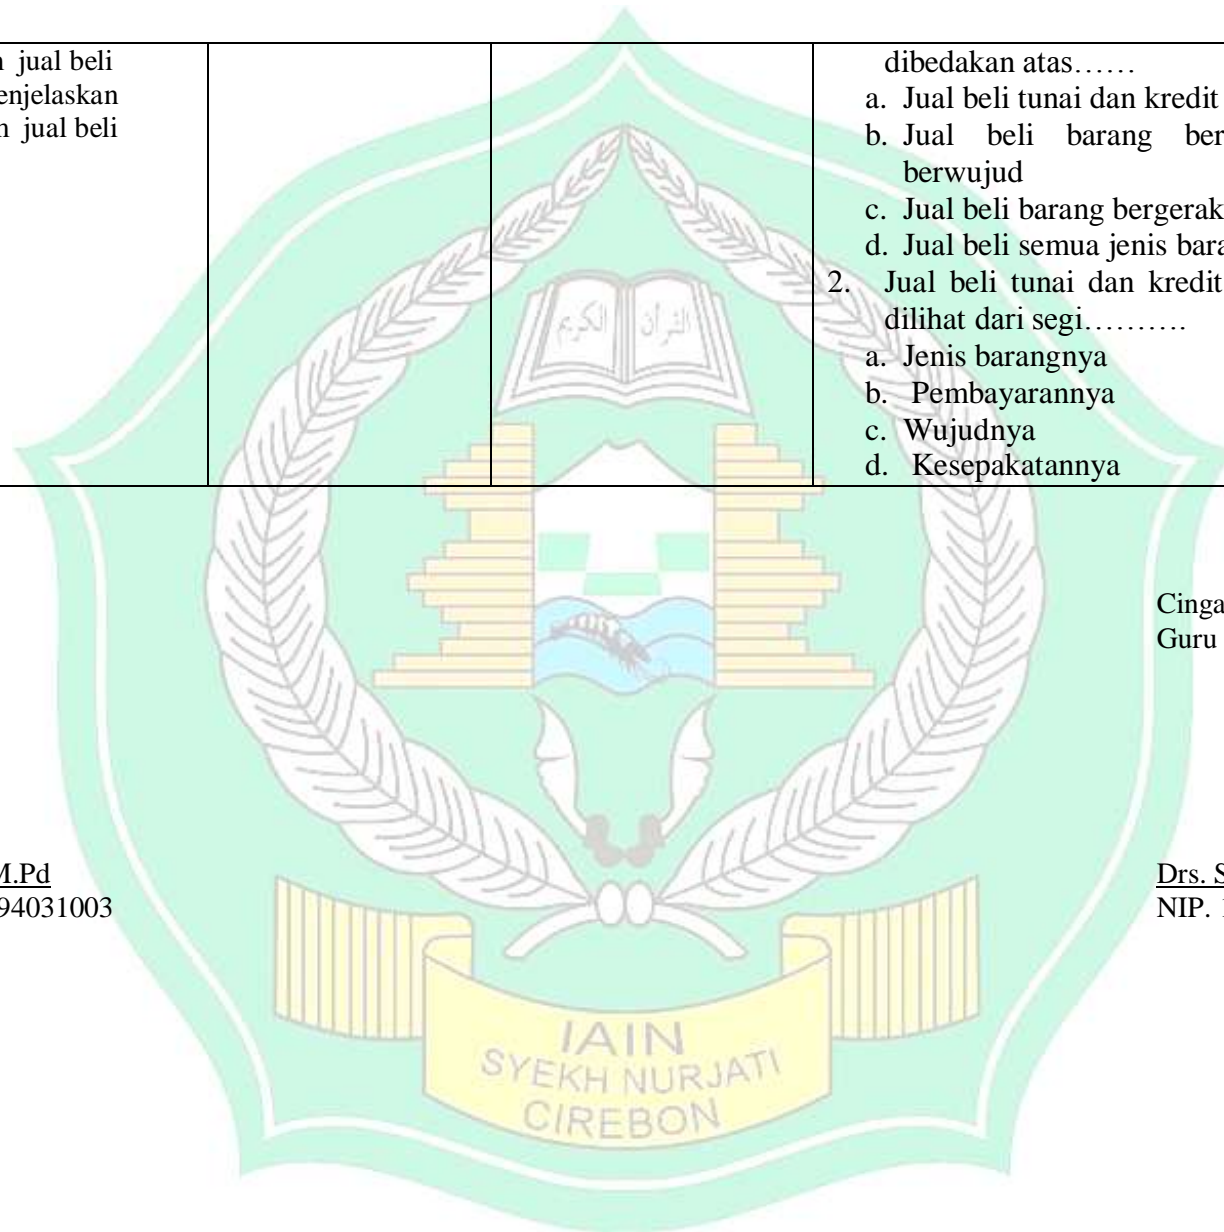 jual beli
enjelaskan
jual beli
dibedakan atas……
a. Jual beli tunai dan kredit
b. Jual beli barang ber
berwujud
c. Jual beli barang bergerak
d. Jual beli semua jenis bara
2. Jual beli tunai dan kredit
dilihat dari segi……….
a. Jenis barangnya
b. Pembayarannya
c. Wujudnya
d. Kesepakatannya
Cinga
Guru
M.Pd
94031003
Drs. S
NIP.
القرآن الكريم
IAIN
SYEKH NURJATI
CIREBON